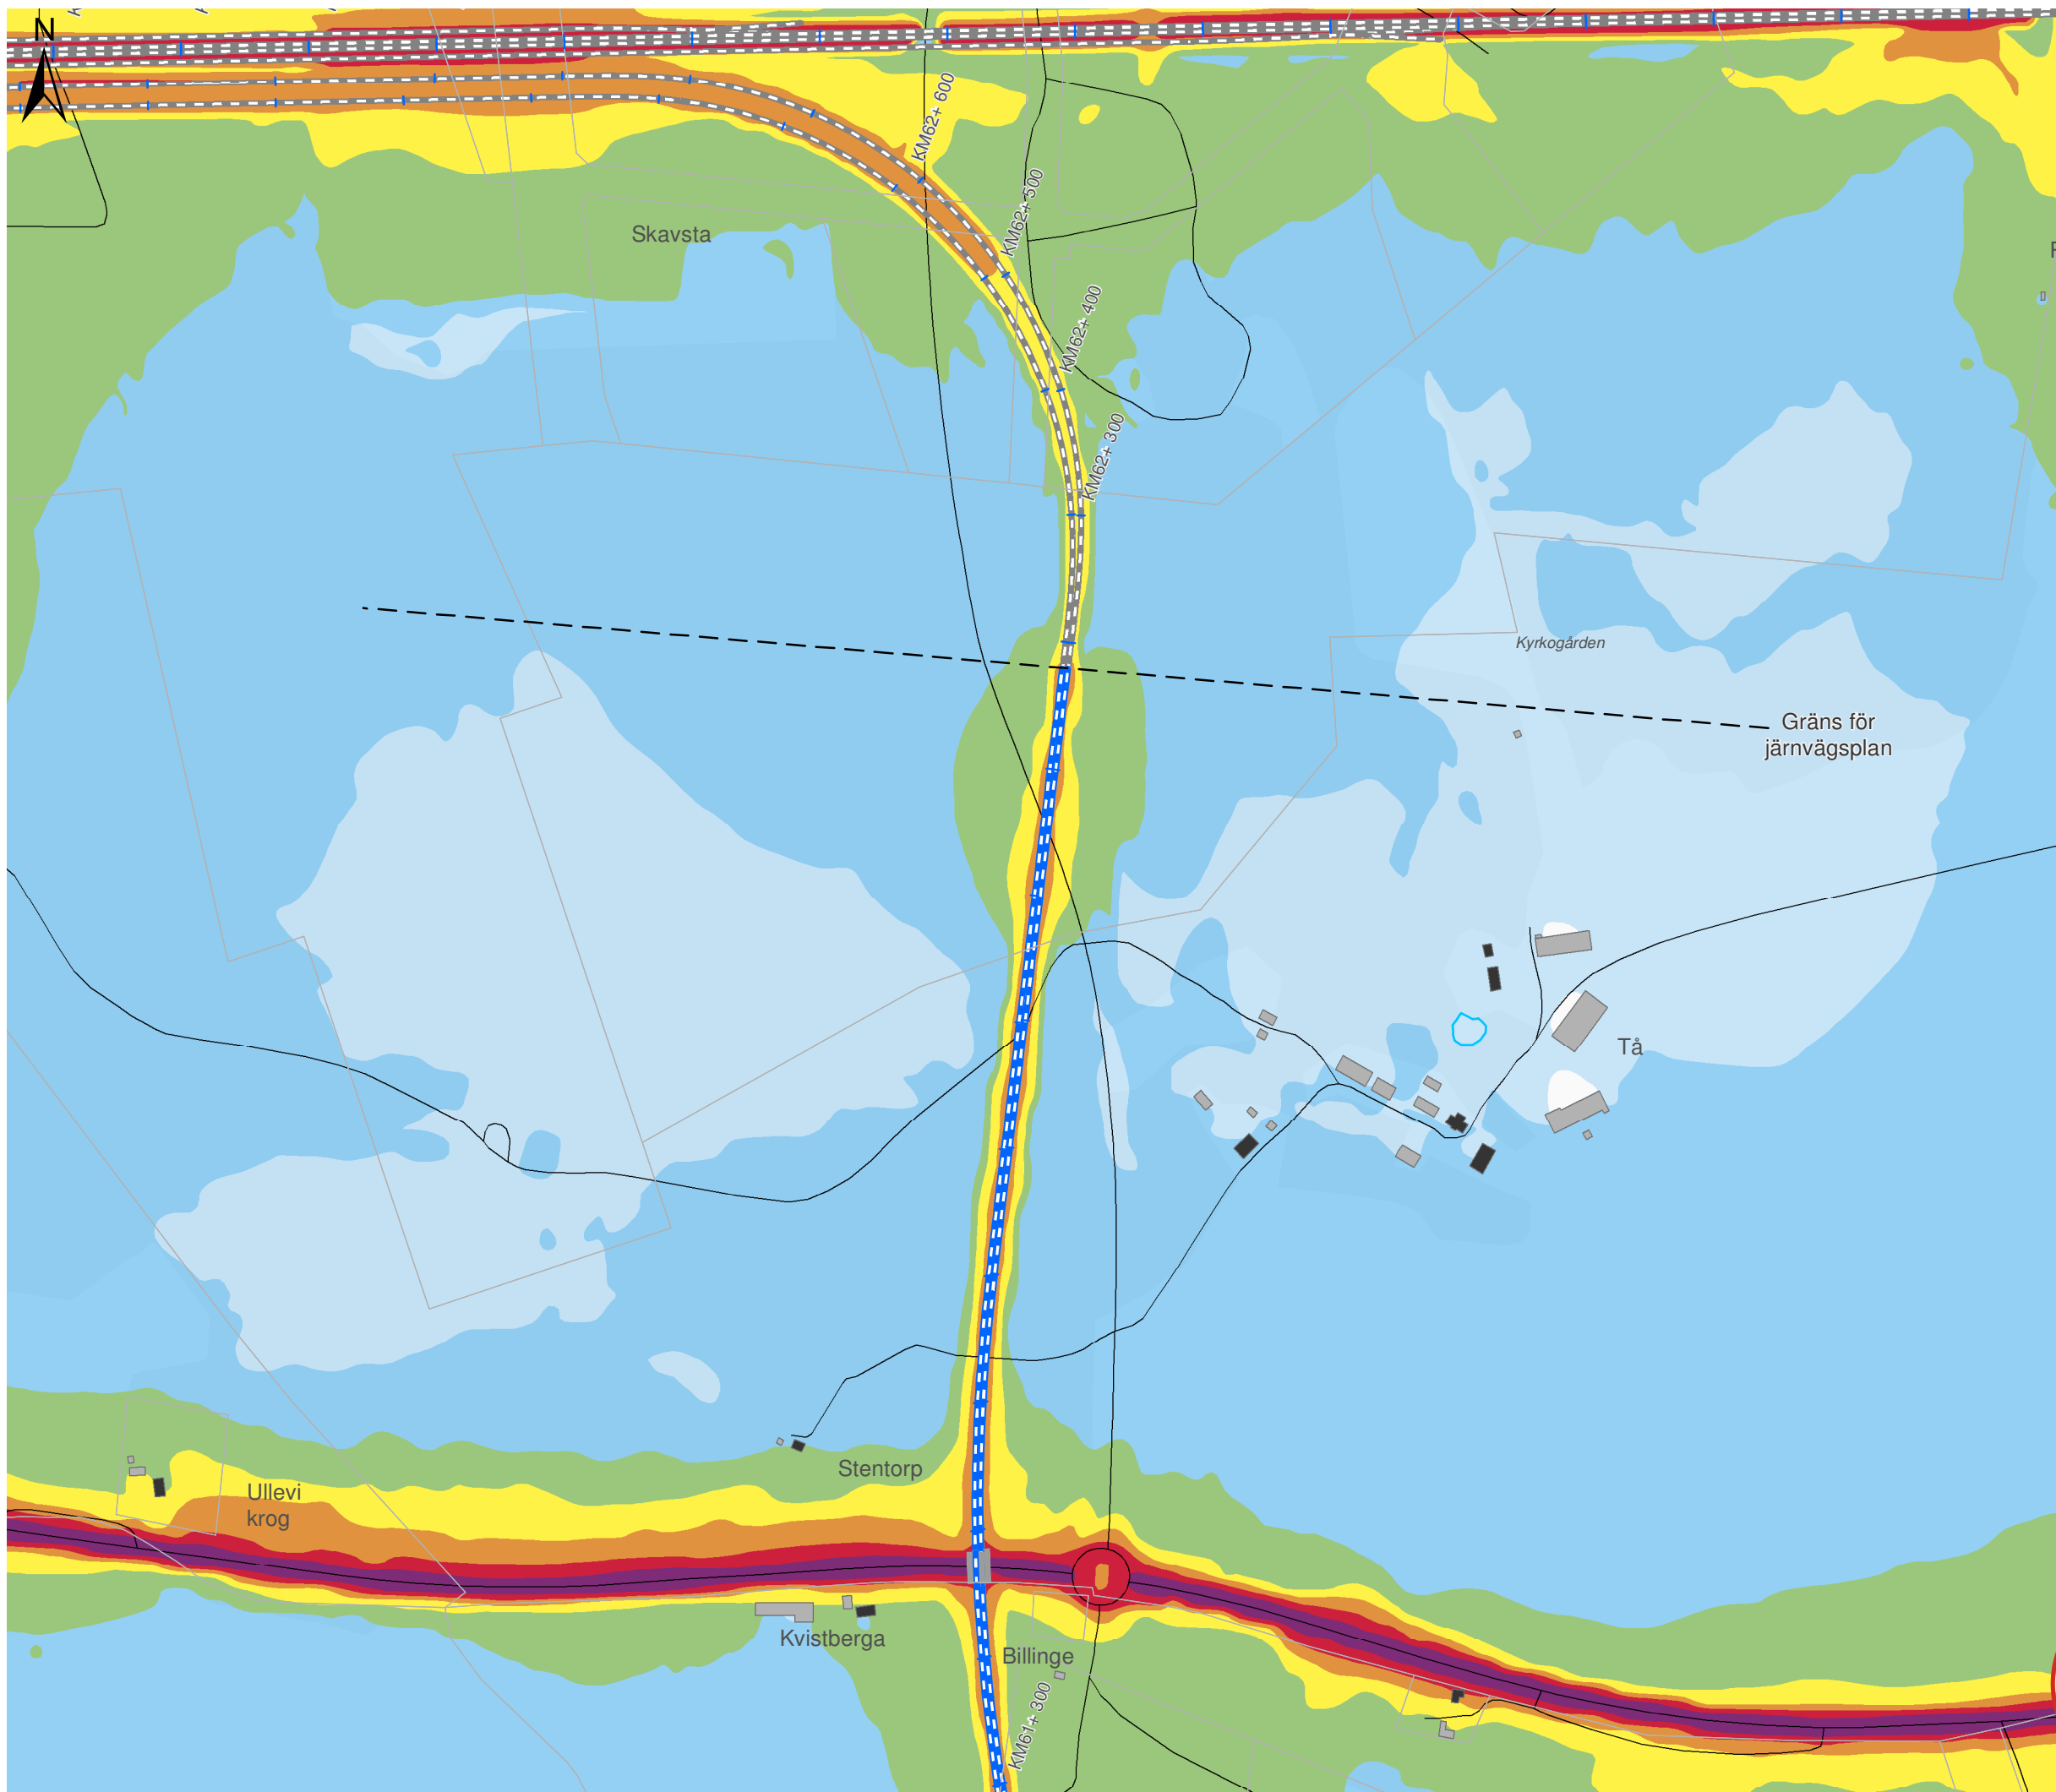 N
KM62+ 600
KM62+ 500
Skavsta
KM62+ 400
KM62+ 300
Kyrkogården
Gräns för
järnvägsplan
Tå
Stentorp
Ullevi
krog
Kvistberga
Billinge
KM61+ 300